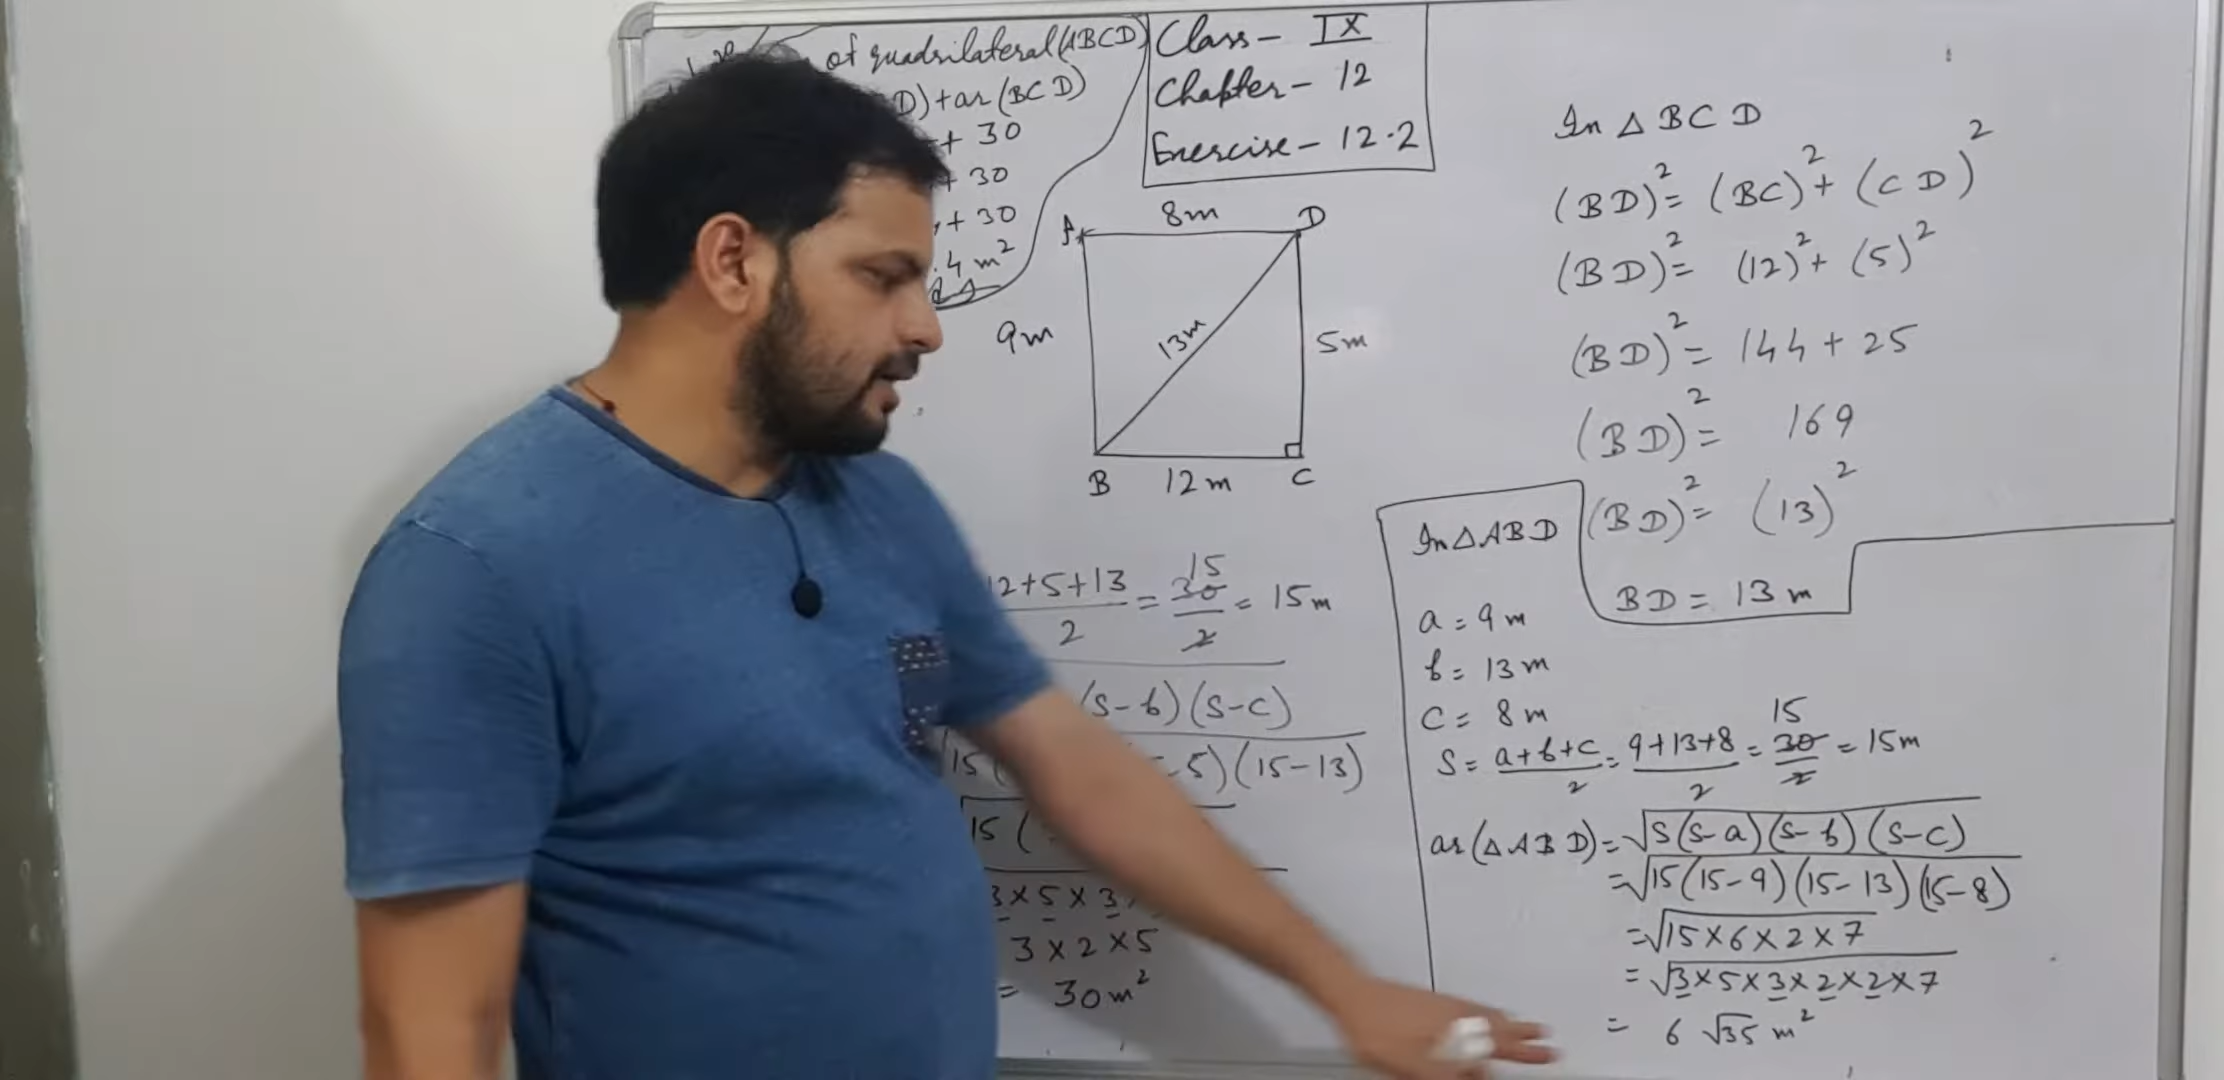 of quadrilateral (ABCD)
D) + ar (BCD)
+ 30
+ 30
+ 30
.4 m²
Class - IX
Chapter - 12
Exercise - 12.2
A 8m D
9m 13m 5m
B 12m C
12+5+13 / 2 = 30 / 2 = 15m
15
(s-b)(s-c)
15 ( -5)(15-13)
√15 (
3×5×3
3×2×5
= 30m²
In △ BCD
(BD)² = (BC)² + (CD)²
(BD)² = (12)² + (5)²
(BD)² = 144 + 25
(BD)² = 169
(BD)² = (13)²
BD = 13 m
In △ ABD
a = 9 m
b = 13 m
c = 8 m
15
S = a+b+c / 2 = 9+13+8 / 2 = 30 / 2 = 15m
ar (△ ABD) = √S(S-a)(S-b)(S-c)
= √15(15-9)(15-13)(15-8)
= √15×6×2×7
= √3×5×3×2×2×7
= 6 √35 m²